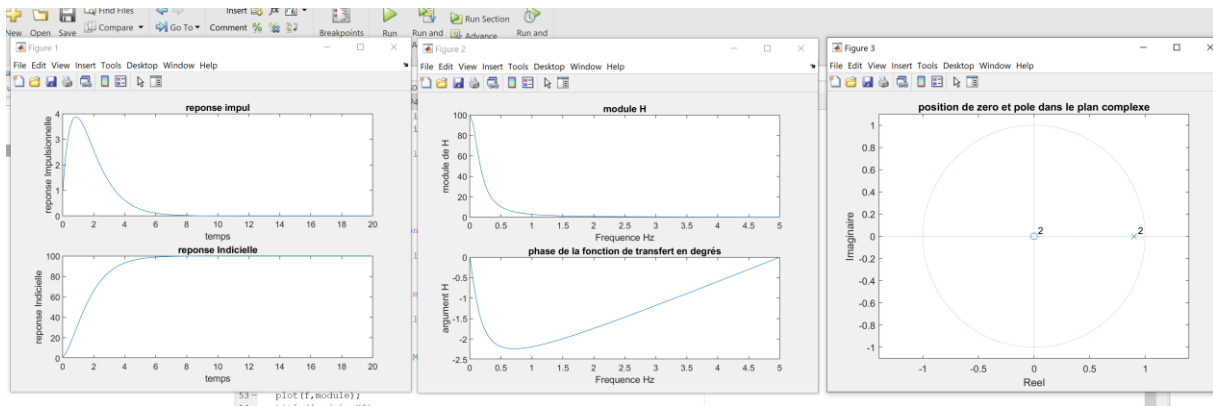 Find Files
Insert
Run Section
New Open Save
Compare
Go To
Comment
Breakpoints
Run
Run and
Advance
Run and
Figure 1
File Edit View Insert Tools Desktop Window Help
reponse impul
reponse Impulsionnelle
4
3
2
1
0
0 2 4 6 8 10 12 14 16 18 20
temps
reponse Indicielle
reponse Indicielle
100
80
60
40
20
0
0 2 4 6 8 10 12 14 16 18 20
temps
Figure 2
File Edit View Insert Tools Desktop Window Help
module H
module de H
100
80
60
40
20
0
0 0.5 1 1.5 2 2.5 3 3.5 4 4.5 5
Frequence Hz
phase de la fonction de transfert en degrés
argument H
0
-0.5
-1
-1.5
-2
-2.5
0 0.5 1 1.5 2 2.5 3 3.5 4 4.5 5
Frequence Hz
Figure 3
File Edit View Insert Tools Desktop Window Help
position de zero et pole dans le plan complexe
Imaginaire
1
0.8
0.6
0.4
0.2
0
-0.2
-0.4
-0.6
-0.8
-1
2
2
-1 -0.5 0 0.5 1
Reel
53 - plot(f,module);